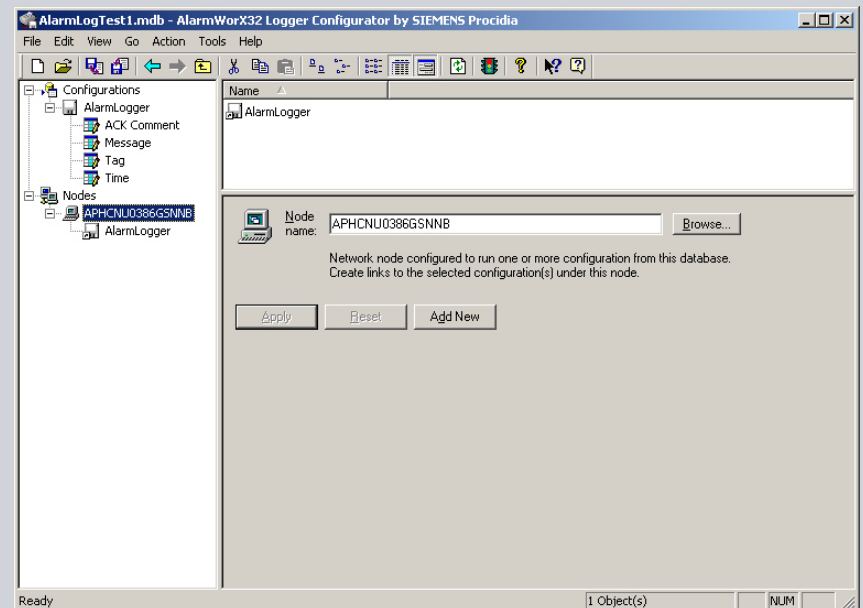 AlarmLogTest1.mdb - AlarmWorX32 Logger Configurator by SIEMENS Procidia
File Edit View Go Action Tools Help
Configurations
AlarmLogger
ACK Comment
Message
Tag
Time
Nodes
APHCNU0386GSNNB
AlarmLogger
Name
AlarmLogger
Node name:
APHCNU0386GSNNB
Browse...
Network node configured to run one or more configuration from this database.
Create links to the selected configuration(s) under this node.
Apply Reset Add New
Ready 1 Object(s) NUM